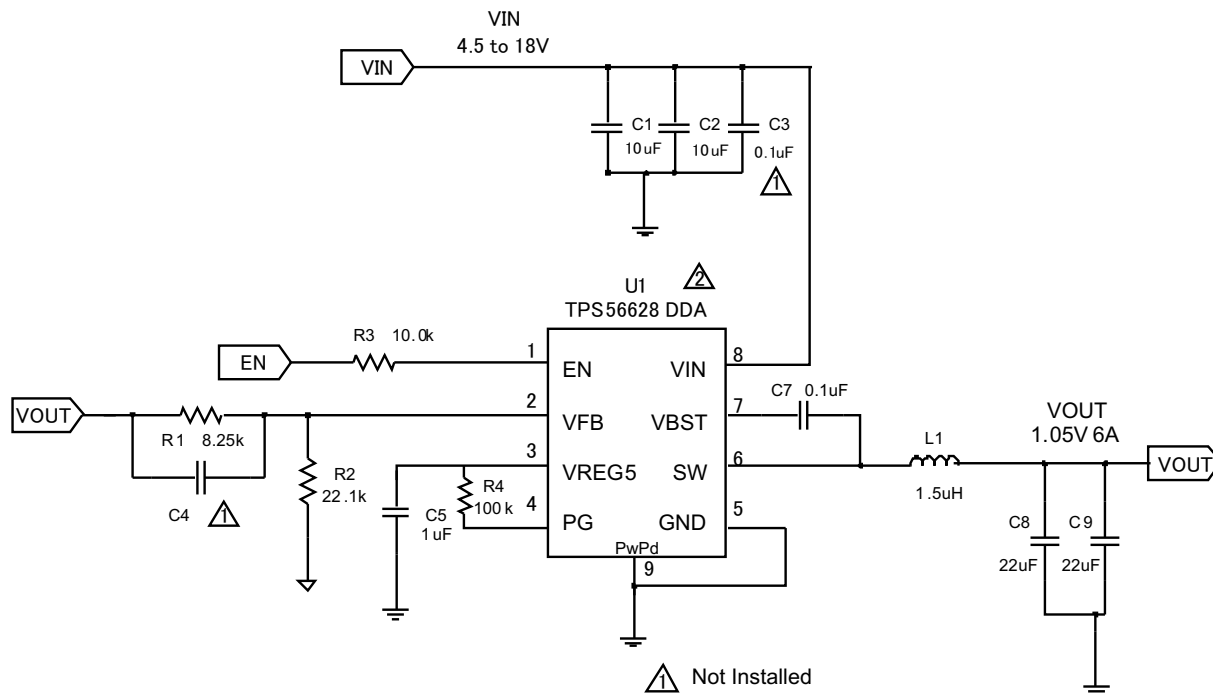 VIN
4.5 to 18V
VIN
C1
10uF
C2
10uF
C3
0.1uF
1
2
U1
TPS56628 DDA
R3 10.0k
EN
1
EN
VIN
8
C7 0.1uF
VOUT
R1 8.25k
C4
1
2
VFB
VBST
7
R2
22.1k
3
VREG5
SW
6
L1
1.5uH
VOUT
1.05V 6A
VOUT
C5
1uF
R4
100k
4
PG
GND
5
PwPd
9
C8
22uF
C9
22uF
1 Not Installed